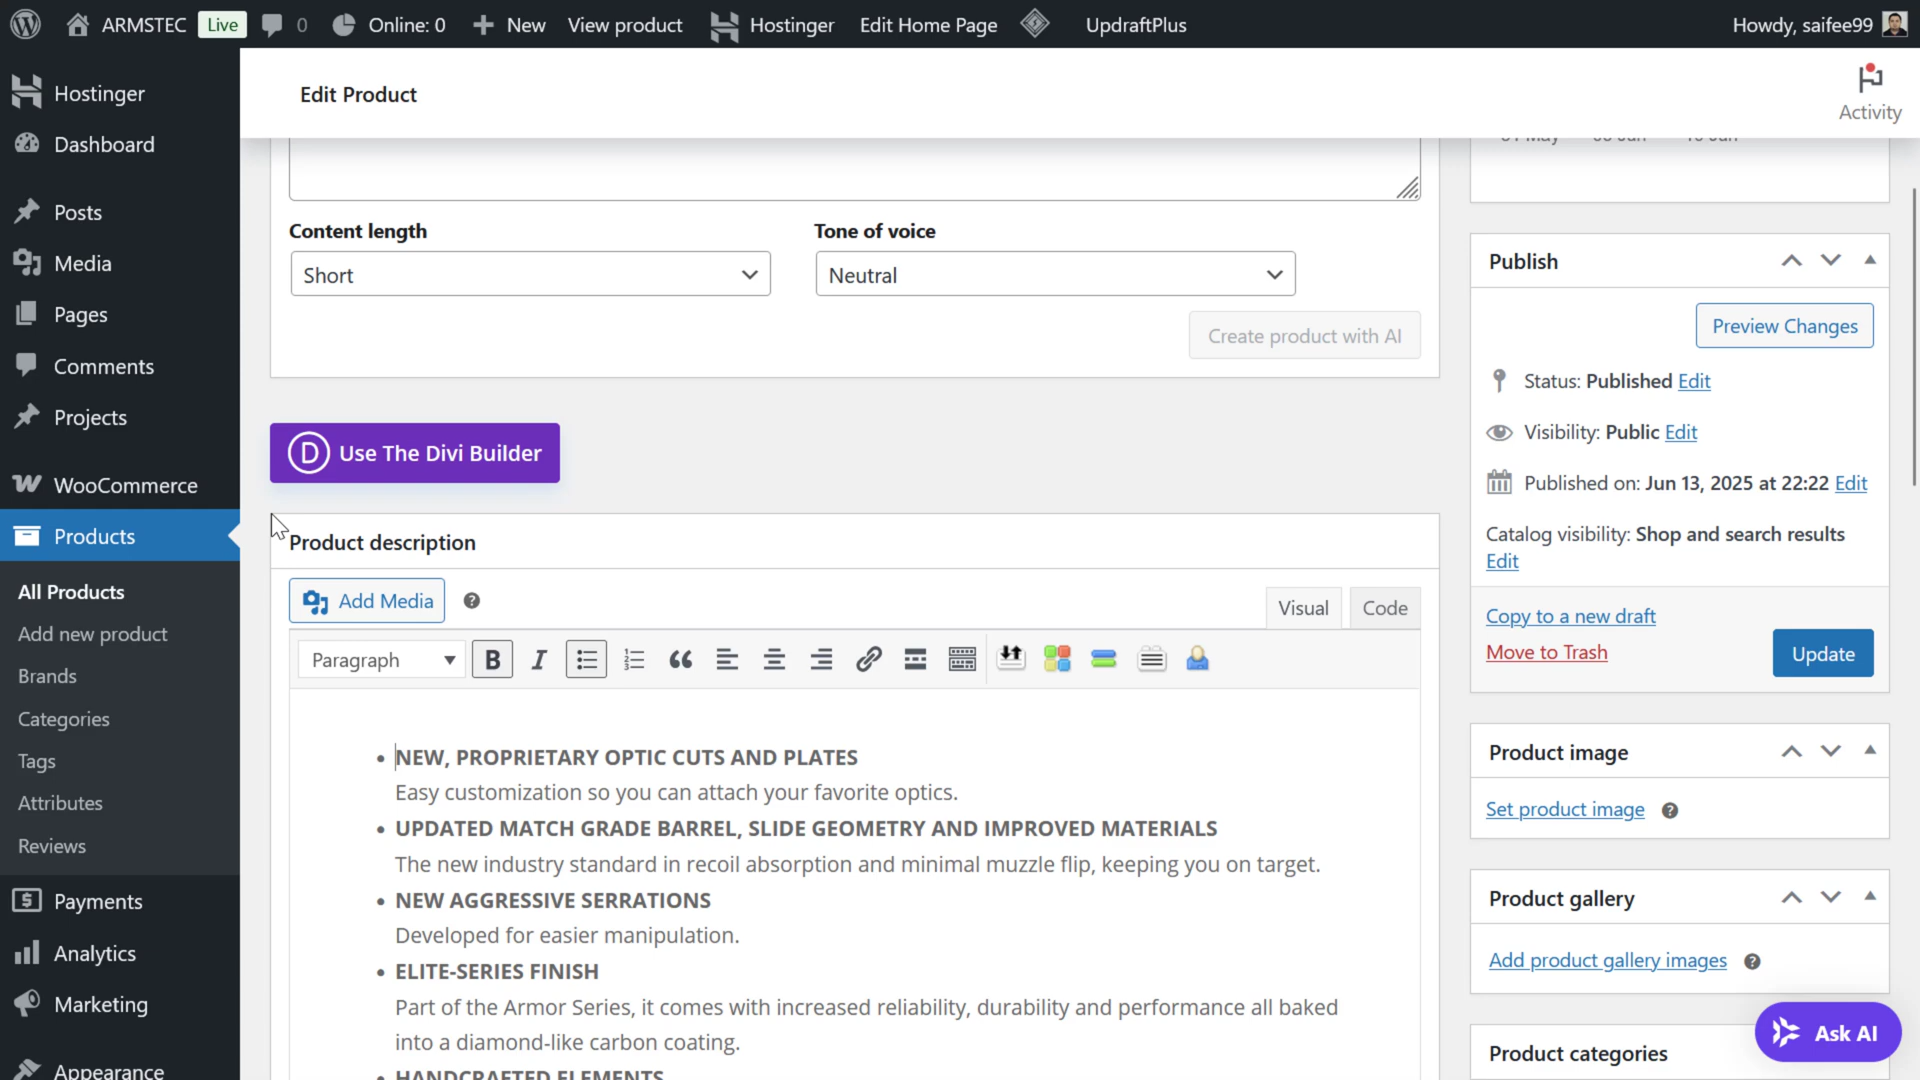 ARMSTEC Live 0 Online: 0 New View product Hostinger Edit Home Page UpdraftPlus Howdy, saifee99
Hostinger
Dashboard
Posts
Media
Pages
Comments
Projects
WooCommerce
Products
All Products
Add new product
Brands
Categories
Tags
Attributes
Reviews
Payments
Analytics
Marketing
Appearance
Edit Product
Activity
Content length
Tone of voice
Short
Neutral
Create product with AI
Use The Divi Builder
Product description
Add Media
Visual
Code
Paragraph
NEW, PROPRIETARY OPTIC CUTS AND PLATES
Easy customization so you can attach your favorite optics.
UPDATED MATCH GRADE BARREL, SLIDE GEOMETRY AND IMPROVED MATERIALS
The new industry standard in recoil absorption and minimal muzzle flip, keeping you on target.
NEW AGGRESSIVE SERRATIONS
Developed for easier manipulation.
ELITE-SERIES FINISH
Part of the Armor Series, it comes with increased reliability, durability and performance all baked
into a diamond-like carbon coating.
HANDCRAFTED ELEMENTS
Publish
Preview Changes
Status: Published Edit
Visibility: Public Edit
Published on: Jun 13, 2025 at 22:22 Edit
Catalog visibility: Shop and search results
Edit
Copy to a new draft
Move to Trash
Update
Product image
Set product image
Product gallery
Add product gallery images
Ask AI
Product categories